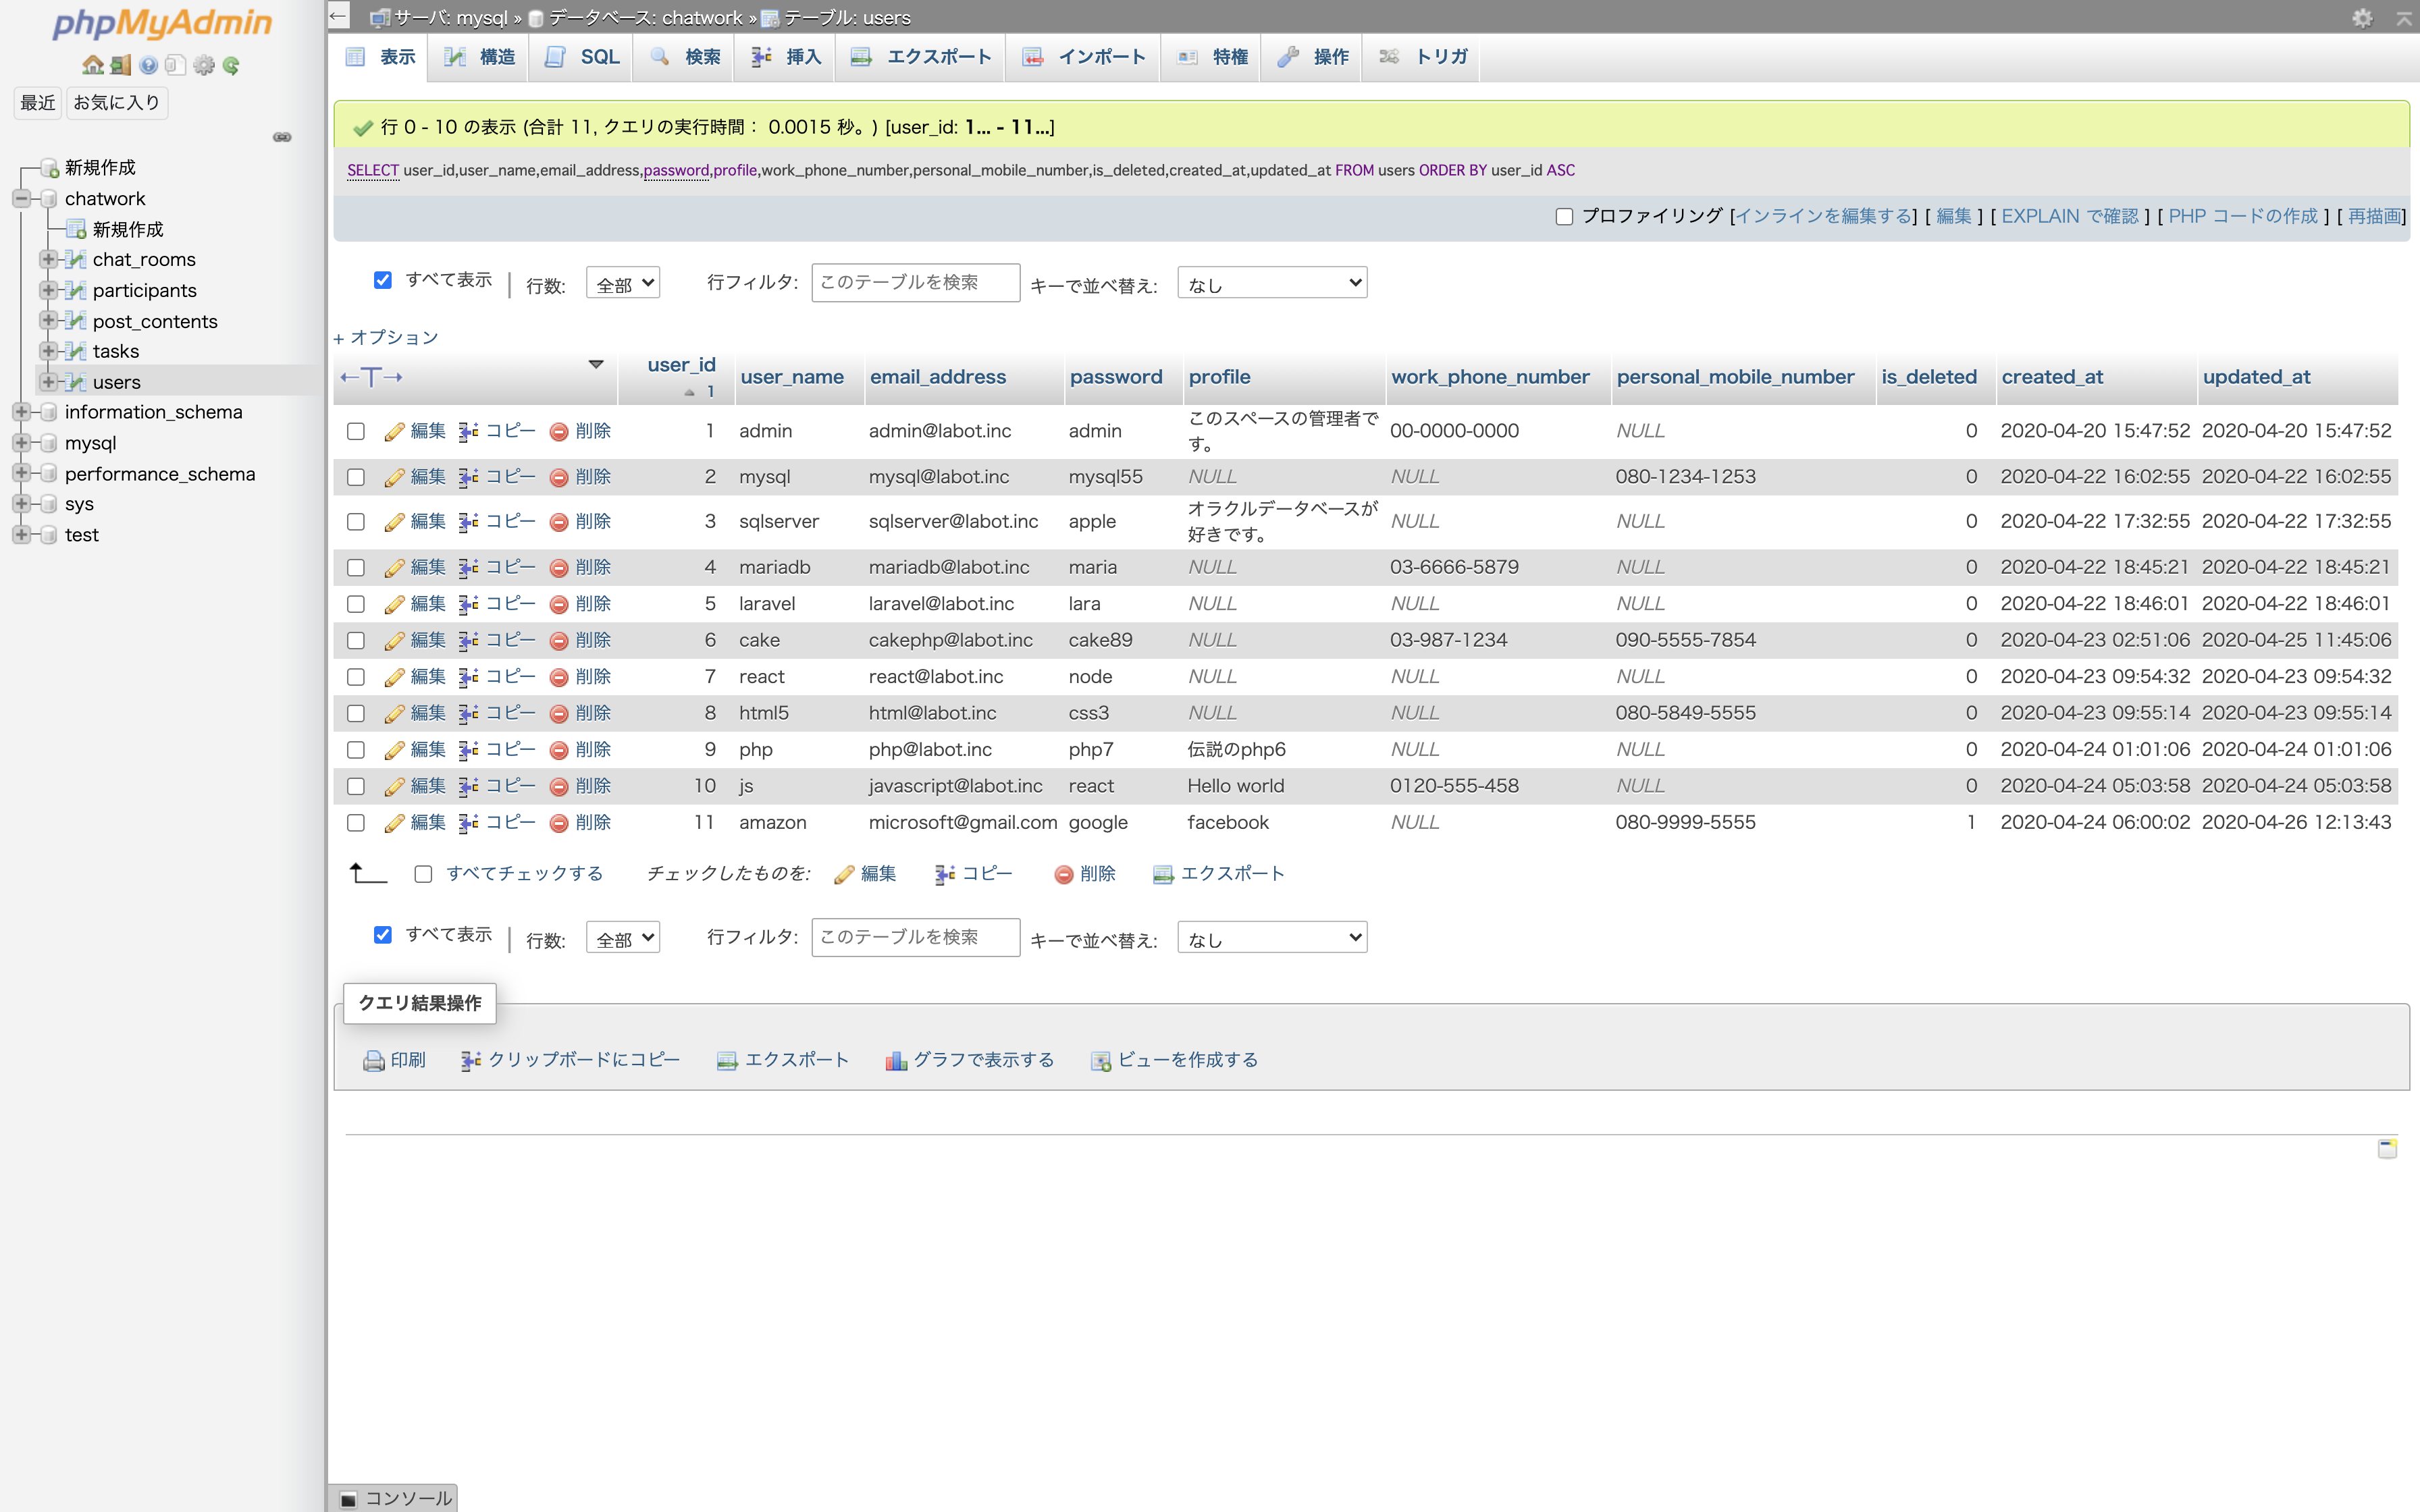 phpMyAdmin
最近 お気に入り
新規作成
chatwork
新規作成
chat_rooms
participants
post_contents
tasks
users
information_schema
mysql
performance_schema
sys
test
サーバ: mysql » データベース: chatwork » テーブル: users
表示 構造 SQL 検索 挿入 エクスポート インポート 特権 操作 トリガ
行 0 - 10 の表示 (合計 11, クエリの実行時間： 0.0015 秒。) [user_id: 1... - 11...]
SELECT user_id,user_name,email_address,password,profile,work_phone_number,personal_mobile_number,is_deleted,created_at,updated_at FROM users ORDER BY user_id ASC
プロファイリング [インラインを編集する] [ 編集 ] [ EXPLAIN で確認 ] [ PHP コードの作成 ] [ 再描画]
すべて表示 | 行数: 全部 行フィルタ: このテーブルを検索 キーで並べ替え: なし
+ オプション
←T→ user_id 1 user_name email_address password profile work_phone_number personal_mobile_number is_deleted created_at updated_at
編集 コピー 削除 1 admin admin@labot.inc admin このスペースの管理者です。 00-0000-0000 NULL 0 2020-04-20 15:47:52 2020-04-20 15:47:52
編集 コピー 削除 2 mysql mysql@labot.inc mysql55 NULL NULL 080-1234-1253 0 2020-04-22 16:02:55 2020-04-22 16:02:55
編集 コピー 削除 3 sqlserver sqlserver@labot.inc apple オラクルデータベースが好きです。 NULL NULL 0 2020-04-22 17:32:55 2020-04-22 17:32:55
編集 コピー 削除 4 mariadb mariadb@labot.inc maria NULL 03-6666-5879 NULL 0 2020-04-22 18:45:21 2020-04-22 18:45:21
編集 コピー 削除 5 laravel laravel@labot.inc lara NULL NULL NULL 0 2020-04-22 18:46:01 2020-04-22 18:46:01
編集 コピー 削除 6 cake cakephp@labot.inc cake89 NULL 03-987-1234 090-5555-7854 0 2020-04-23 02:51:06 2020-04-25 11:45:06
編集 コピー 削除 7 react react@labot.inc node NULL NULL NULL 0 2020-04-23 09:54:32 2020-04-23 09:54:32
編集 コピー 削除 8 html5 html@labot.inc css3 NULL NULL 080-5849-5555 0 2020-04-23 09:55:14 2020-04-23 09:55:14
編集 コピー 削除 9 php php@labot.inc php7 伝説のphp6 NULL NULL 0 2020-04-24 01:01:06 2020-04-24 01:01:06
編集 コピー 削除 10 js javascript@labot.inc react Hello world 0120-555-458 NULL 0 2020-04-24 05:03:58 2020-04-24 05:03:58
編集 コピー 削除 11 amazon microsoft@gmail.com google facebook NULL 080-9999-5555 1 2020-04-24 06:00:02 2020-04-26 12:13:43
すべてチェックする チェックしたものを: 編集 コピー 削除 エクスポート
すべて表示 | 行数: 全部 行フィルタ: このテーブルを検索 キーで並べ替え: なし
クエリ結果操作
印刷 クリップボードにコピー エクスポート グラフで表示する ビューを作成する
コンソール